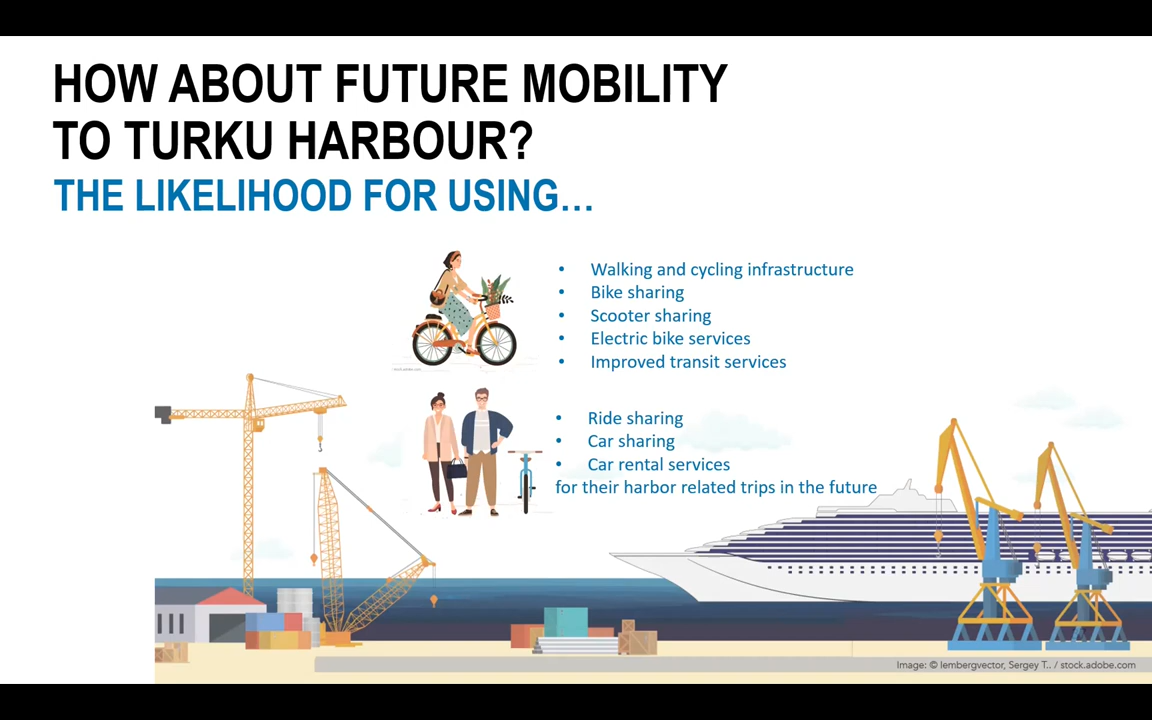 HOW ABOUT FUTURE MOBILITY
TO TURKU HARBOUR?
THE LIKELIHOOD FOR USING…
• Walking and cycling infrastructure
• Bike sharing
• Scooter sharing
• Electric bike services
• Improved transit services
• Ride sharing
• Car sharing
• Car rental services
for their harbor related trips in the future
Image: © lembergvector, Sergey T.. / stock.adobe.com